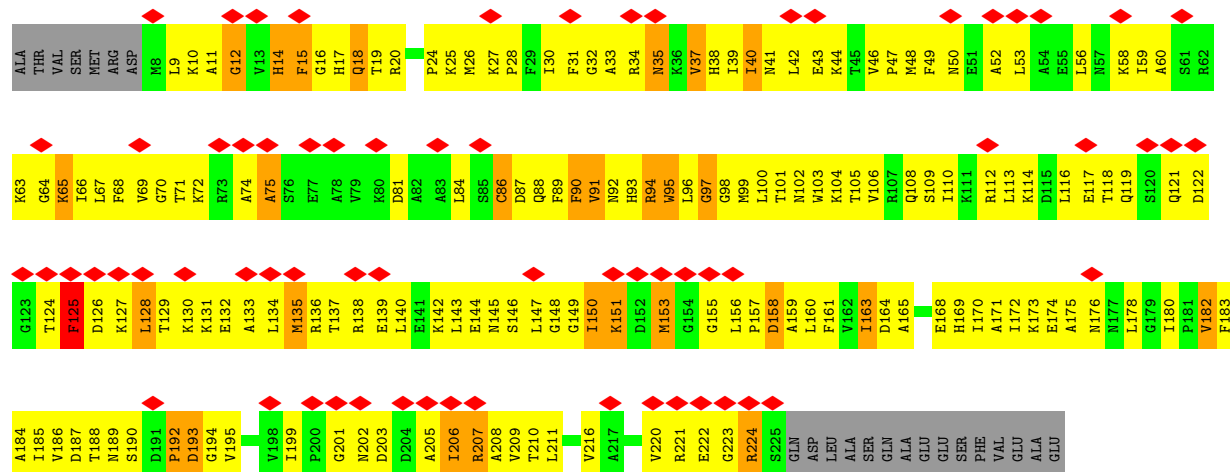 ALA THR VAL SER MET ARG ASP M8 L9 K10 A11 G12 V13 H14 F15 G16 H17 Q18 T19 R20 P24 K25 M26 K27 P28 F29 I30 F31 G32 A33 R34 N35 K36 V37 H38 I39 I40 N41 L42 E43 K44 T45 V46 P47 M48 F49 N50 E51 A52 L53 A54 E55 L56 N57 K58 I59 A60 S61 R62
K63 G64 K65 I66 L67 F68 V69 G70 T71 K72 R73 A74 A75 S76 E77 A78 V79 K80 D81 A82 A83 L84 S85 C86 D87 Q88 F89 F90 V91 N92 H93 R94 W95 L96 G97 G98 M99 L100 T101 N102 W103 K104 T105 V106 R107 Q108 S109 I110 K111 R112 L113 K114 D115 L116 E117 T118 Q119 S120 Q121 D122
G123 T124 F125 D126 K127 L128 T129 K130 K131 E132 A133 L134 M135 R136 T137 R138 E139 L140 E141 K142 L143 E144 N145 S146 L147 G148 G149 I150 K151 D152 M153 G154 G155 L156 P157 D158 A159 L160 F161 V162 I163 D164 A165 E168 H169 I170 A171 I172 K173 E174 A175 N176 N177 L178 G179 I180 P181 V182 F183
A184 I185 V186 D187 T188 N189 S190 D191 P192 D193 G194 V195 V198 I199 P200 G201 N202 D203 D204 A205 I206 R207 A208 V209 T210 L211 V216 A217 V220 R221 E222 G223 R224 S225 GLN ASP LEU ALA SER GLN ALA GLU GLU SER PHE VAL GLU ALA GLU